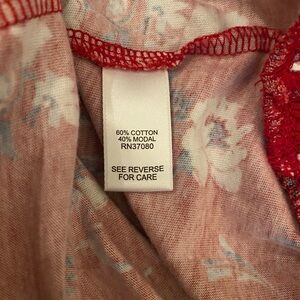 60% COTTON
40% MODAL
RN37080
SEE REVERSE
FOR CARE